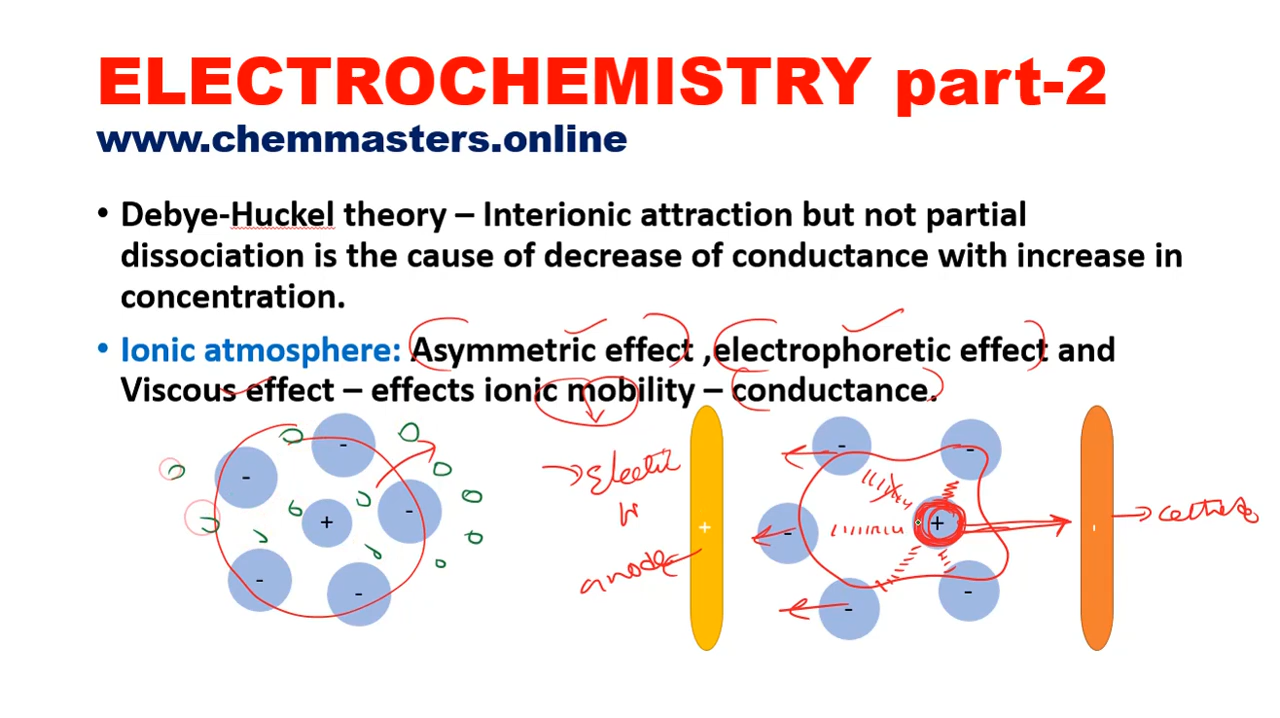 ELECTROCHEMISTRY part-2
www.chemmasters.online
• Debye-Huckel theory – Interionic attraction but not partial
dissociation is the cause of decrease of conductance with increase in
concentration.
• Ionic atmosphere: Asymmetric effect ,electrophoretic effect and
Viscous effect – effects ionic mobility – conductance.
-
-
+
-
-
-
anode
+
-
-
-
+
-
-
-